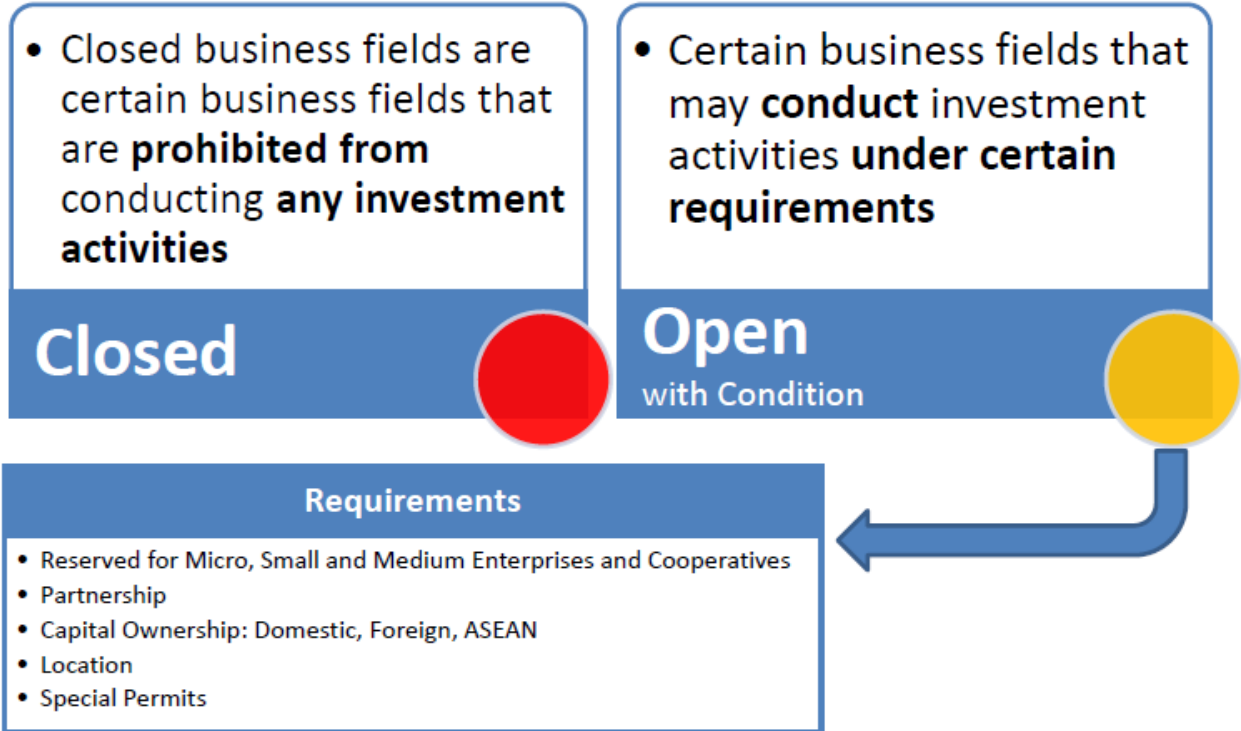 • Closed business fields are
certain business fields that
are prohibited from
conducting any investment
activities
Closed
• Certain business fields that
may conduct investment
activities under certain
requirements
Open
with Condition
Requirements
• Reserved for Micro, Small and Medium Enterprises and Cooperatives
• Partnership
• Capital Ownership: Domestic, Foreign, ASEAN
• Location
• Special Permits